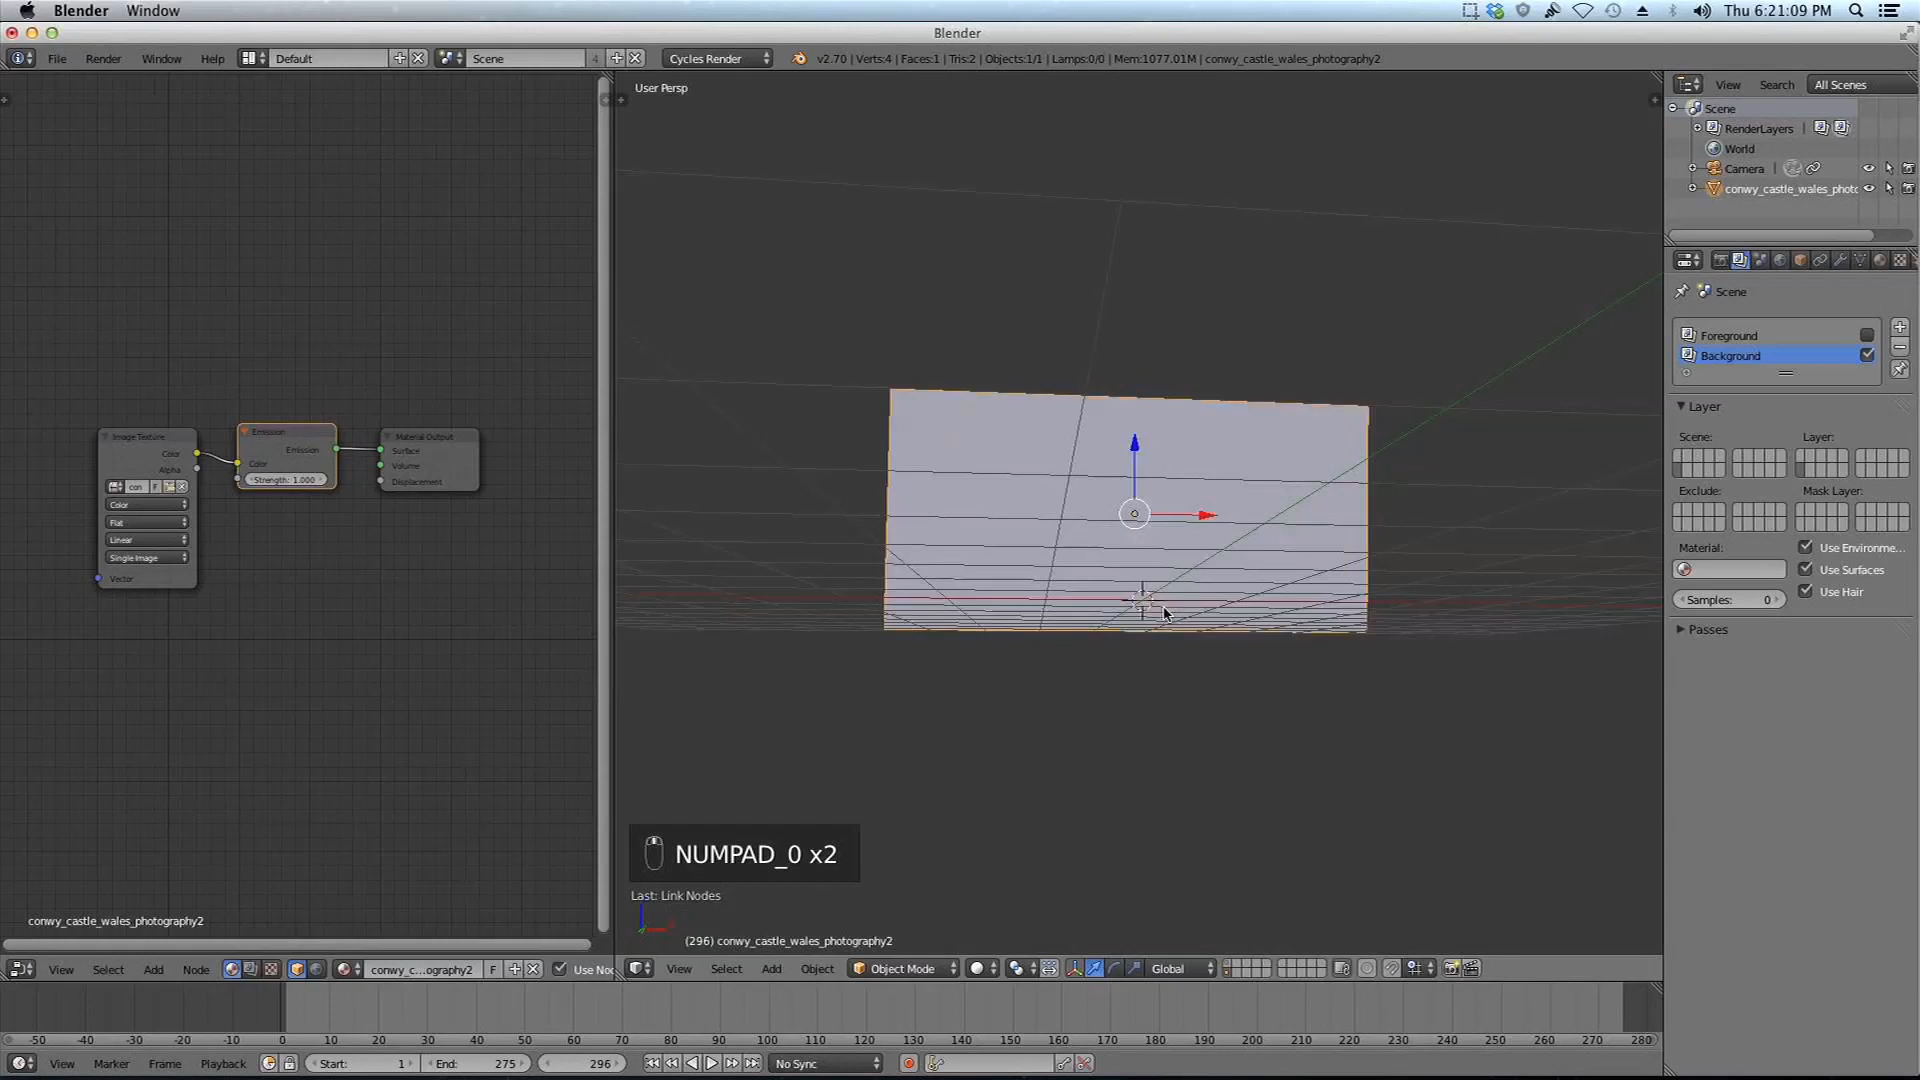 Blender Window Thu 6:21:09 PM
Blender
File Render Window Help Default Scene 4 Cycles Render v2.70 | Verts:4 | Faces:1 | Tris:2 | Objects:1/1 | Lamps:0/0 | Mem:1077.01M | conwy_castle_wales_photography2
User Persp
View Search All Scenes
Scene
RenderLayers
World
Camera
conwy_castle_wales_photo
Scene
Foreground
Background
Layer
Scene: Layer:
Exclude: Mask Layer:
Material: Use Environme...
Use Surfaces
Samples: 0 Use Hair
Passes
Image Texture
Color
Alpha
con F
Color
Flat
Linear
Single Image
Vector
Emission
Emission
Color
Strength: 1.000
Material Output
Surface
Volume
Displacement
NUMPAD_0 x2
Last: Link Nodes
(296) conwy_castle_wales_photography2
conwy_castle_wales_photography2
View Select Add Node conwy_c...ography2 F Use Noc
View Select Add Object Object Mode Global
-50 -40 -30 -20 -10 0 10 20 30 40 50 60 70 80 90 100 110 120 130 140 150 160 170 180 190 200 210 220 230 240 250 260 270 280
View Marker Frame Playback Start: 1 End: 275 296 No Sync